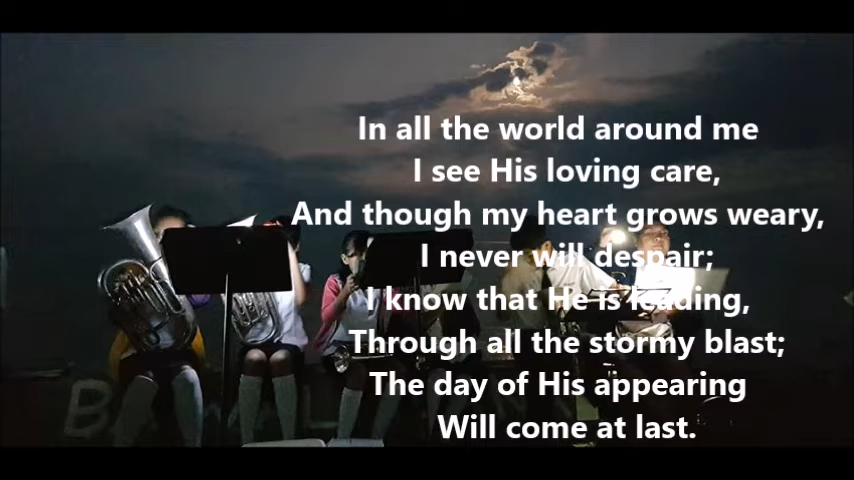 In all the world around me
I see His loving care,
And though my heart grows weary,
I never will despair;
I know that He is leading,
Through all the stormy blast;
The day of His appearing
Will come at last.